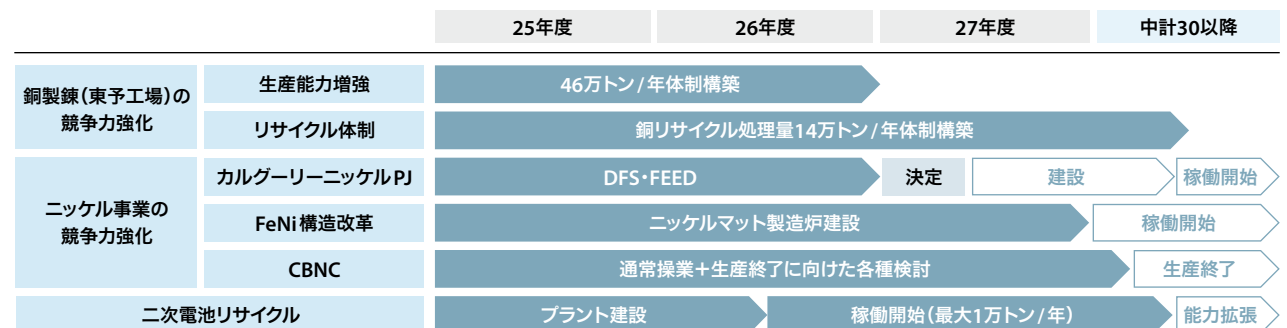 25年度 26年度 27年度 中計30以降
銅製錬(東予工場)の
競争力強化
生産能力増強 46万トン/年体制構築
リサイクル体制 銅リサイクル処理量14万トン/年体制構築
ニッケル事業の
競争力強化
カルグーリーニッケルPJ DFS・FEED 決定 建設 稼働開始
FeNi構造改革 ニッケルマット製造炉建設 稼働開始
CBNC 通常操業+生産終了に向けた各種検討 生産終了
二次電池リサイクル プラント建設 稼働開始(最大1万トン/年) 能力拡張